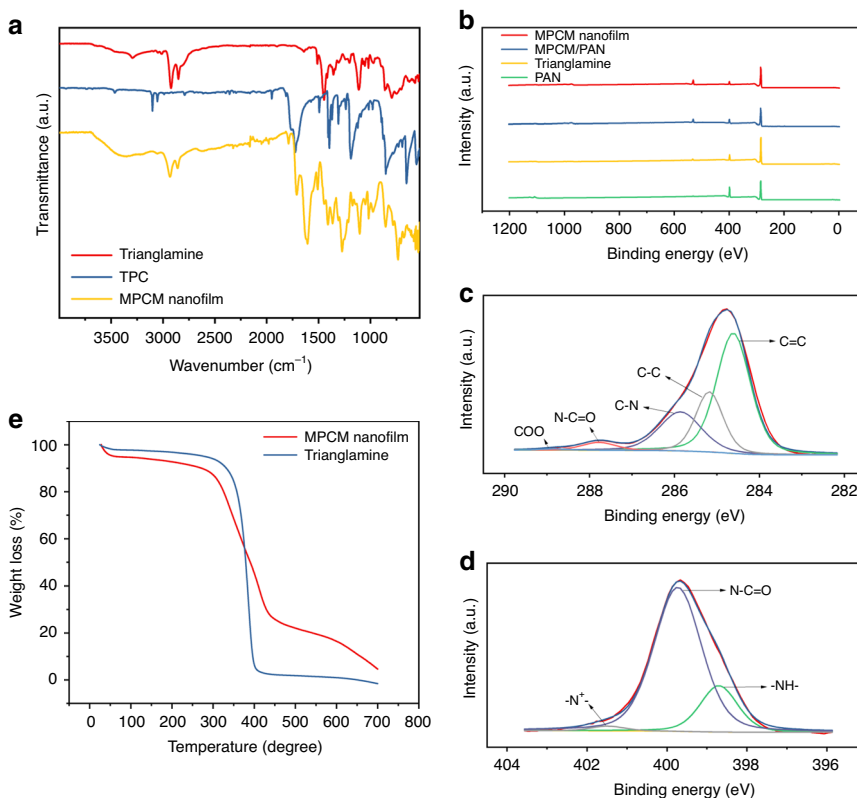 a
Transmittance (a.u.)
Trianglamine
TPC
MPCM nanofilm
3500 3000 2500 2000 1500 1000
Wavenumber (cm⁻¹)
b
Intensity (a.u.)
MPCM nanofilm
MPCM/PAN
Trianglamine
PAN
1200 1000 800 600 400 200 0
Binding energy (eV)
c
Intensity (a.u.)
COO
N-C=O
C-N
C-C
C=C
290 288 286 284 282
Binding energy (eV)
e
Weight loss (%)
MPCM nanofilm
Trianglamine
100
80
60
40
20
0
0 100 200 300 400 500 600 700 800
Temperature (degree)
d
Intensity (a.u.)
-N⁺-
N-C=O
-NH-
404 402 400 398 396
Binding energy (eV)